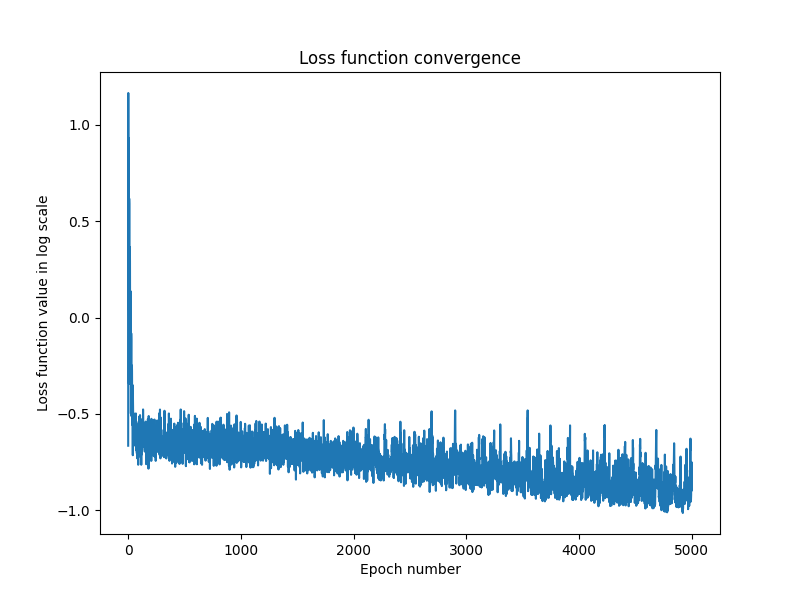 Loss function convergence
Loss function value in log scale
1.0
0.5
0.0
−0.5
−1.0
0 1000 2000 3000 4000 5000
Epoch number